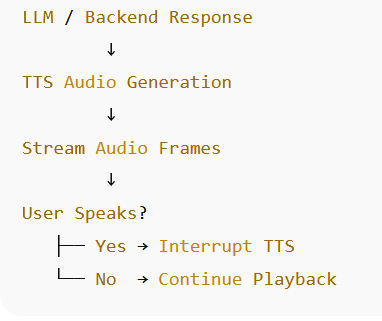 LLM / Backend Response
↓
TTS Audio Generation
↓
Stream Audio Frames
↓
User Speaks?
├── Yes → Interrupt TTS
└── No → Continue Playback